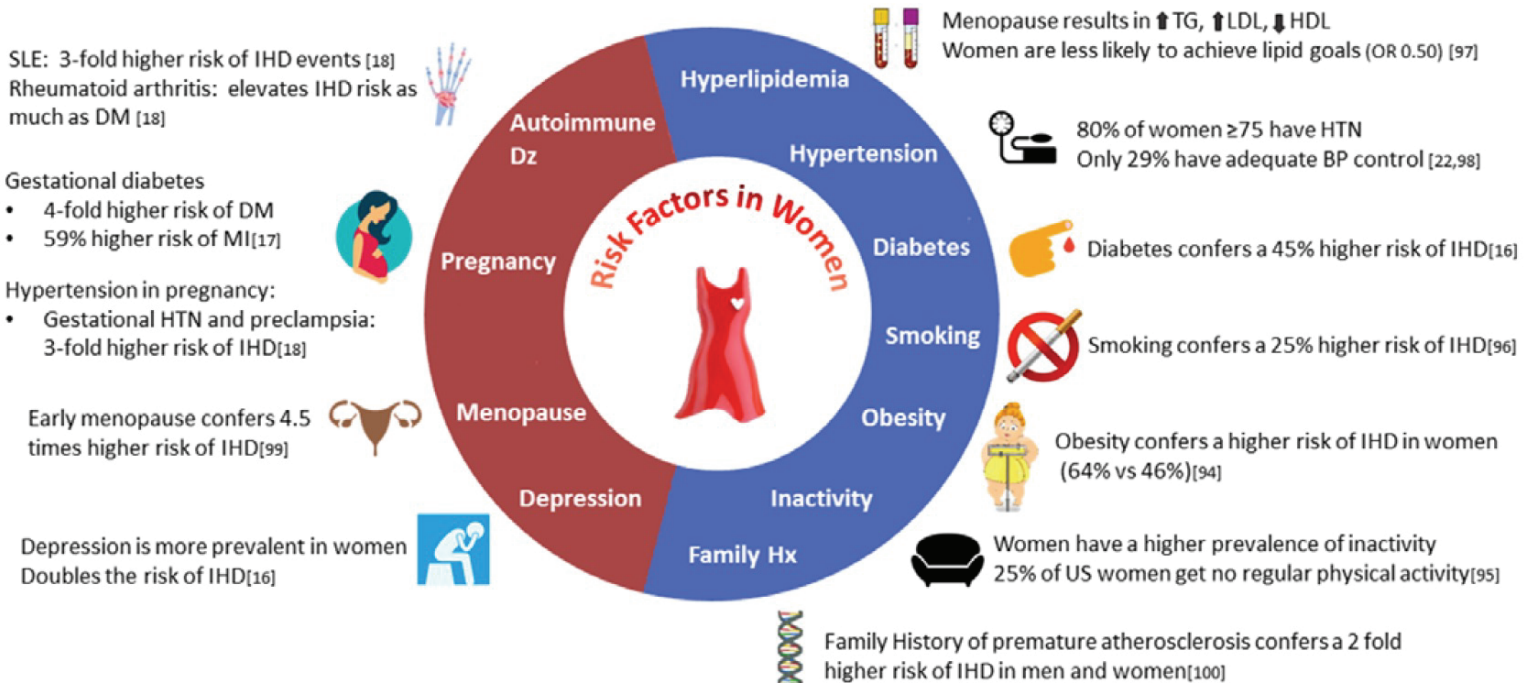 SLE: 3-fold higher risk of IHD events [18]
Rheumatoid arthritis: elevates IHD risk as
much as DM [18]
Gestational diabetes
• 4-fold higher risk of DM
• 59% higher risk of MI[17]
Hypertension in pregnancy:
• Gestational HTN and preclampsia:
3-fold higher risk of IHD[18]
Early menopause confers 4.5
times higher risk of IHD[99]
Depression is more prevalent in women
Doubles the risk of IHD[16]
Autoimmune
Dz
Pregnancy
Menopause
Depression
Risk Factors in Women
Hyperlipidemia
Hypertension
Diabetes
Smoking
Obesity
Inactivity
Family Hx
Menopause results in ⬆TG, ⬆LDL, ⬇HDL
Women are less likely to achieve lipid goals (OR 0.50) [97]
80% of women ≥75 have HTN
Only 29% have adequate BP control [22,98]
Diabetes confers a 45% higher risk of IHD[16]
Smoking confers a 25% higher risk of IHD[96]
Obesity confers a higher risk of IHD in women
(64% vs 46%)[94]
Women have a higher prevalence of inactivity
25% of US women get no regular physical activity[95]
Family History of premature atherosclerosis confers a 2 fold
higher risk of IHD in men and women[100]